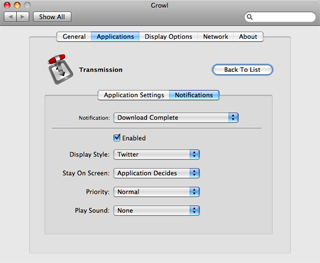 Growl
Show All
General Applications Display Options Network About
Transmission
Back To List
Application Settings Notifications
Notification: Download Complete
Enabled
Display Style: Twitter
Stay On Screen: Application Decides
Priority: Normal
Play Sound: None